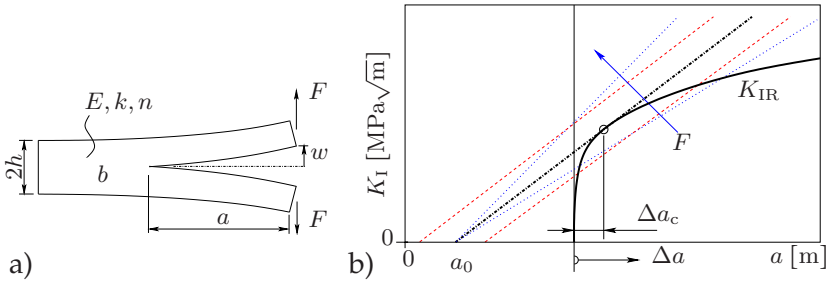 E, k, n
F
2h
b
w
a
F
a)
K_I [MPa√m]
K_IR
F
Δa_c
0
0
a_0
a [m]
Δa
b)